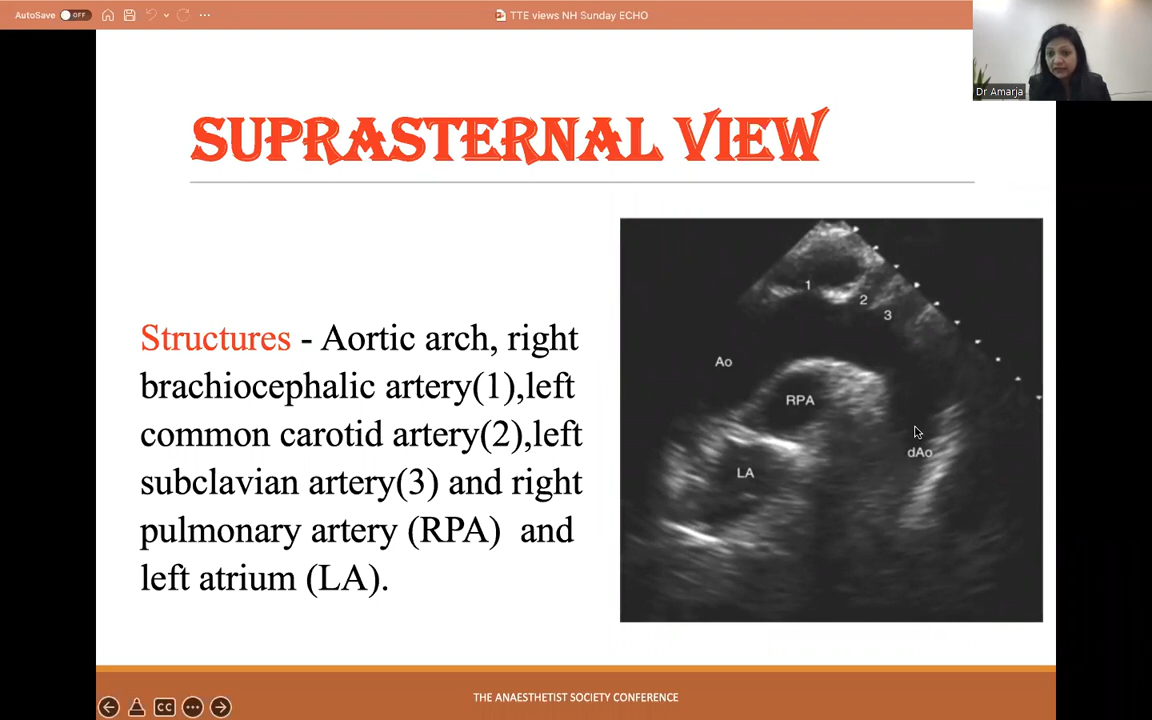 AutoSave OFF
TTE views NH Sunday ECHO
Dr Amarja
SUPRASTERNAL VIEW
Structures - Aortic arch, right
brachiocephalic artery(1),left
common carotid artery(2),left
subclavian artery(3) and right
pulmonary artery (RPA) and
left atrium (LA).
1
2
3
Ao
RPA
dAo
LA
THE ANAESTHETIST SOCIETY CONFERENCE
CC